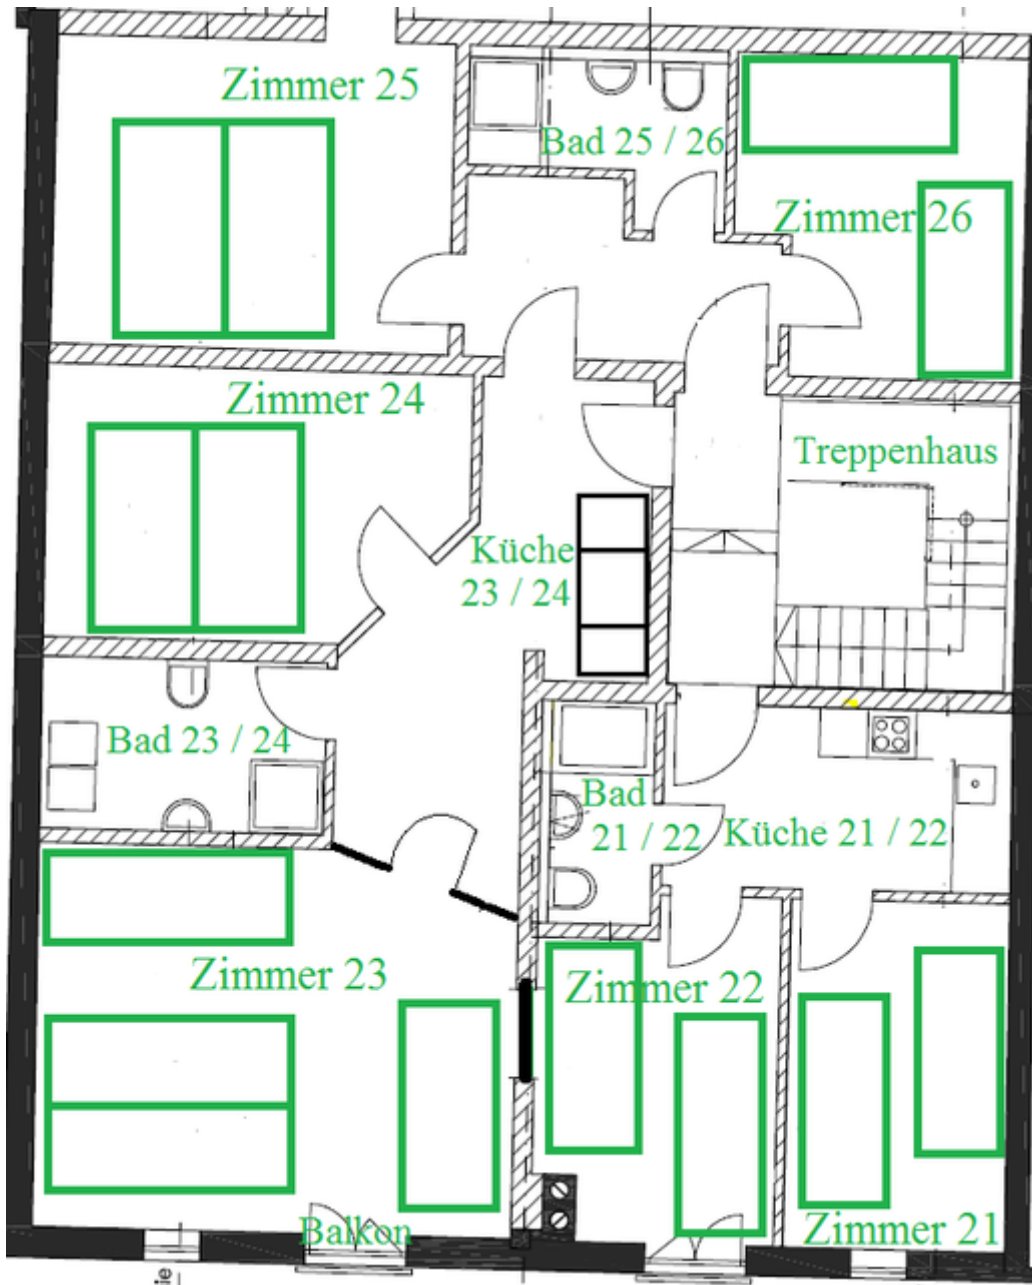 Zimmer 25
Bad 25 / 26
Zimmer 26
Zimmer 24
Treppenhaus
Küche
23 / 24
Bad 23 / 24
Bad
21 / 22
Küche 21 / 22
Zimmer 23
Zimmer 22
Zimmer 21
Balkon
ie